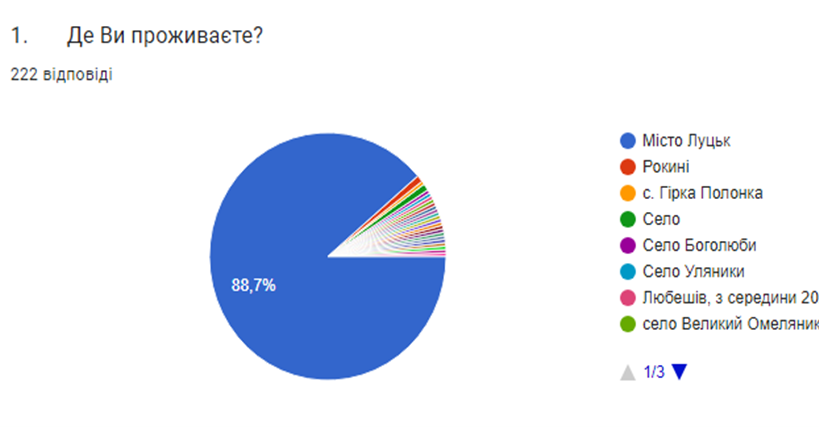 1. Де Ви проживаєте?
222 відповіді
88,7%
Місто Луцьк
Рокині
с. Гірка Полонка
Село
Село Боголюби
Село Уляники
Любешів, з середини 20
село Великий Омеляник
1/3